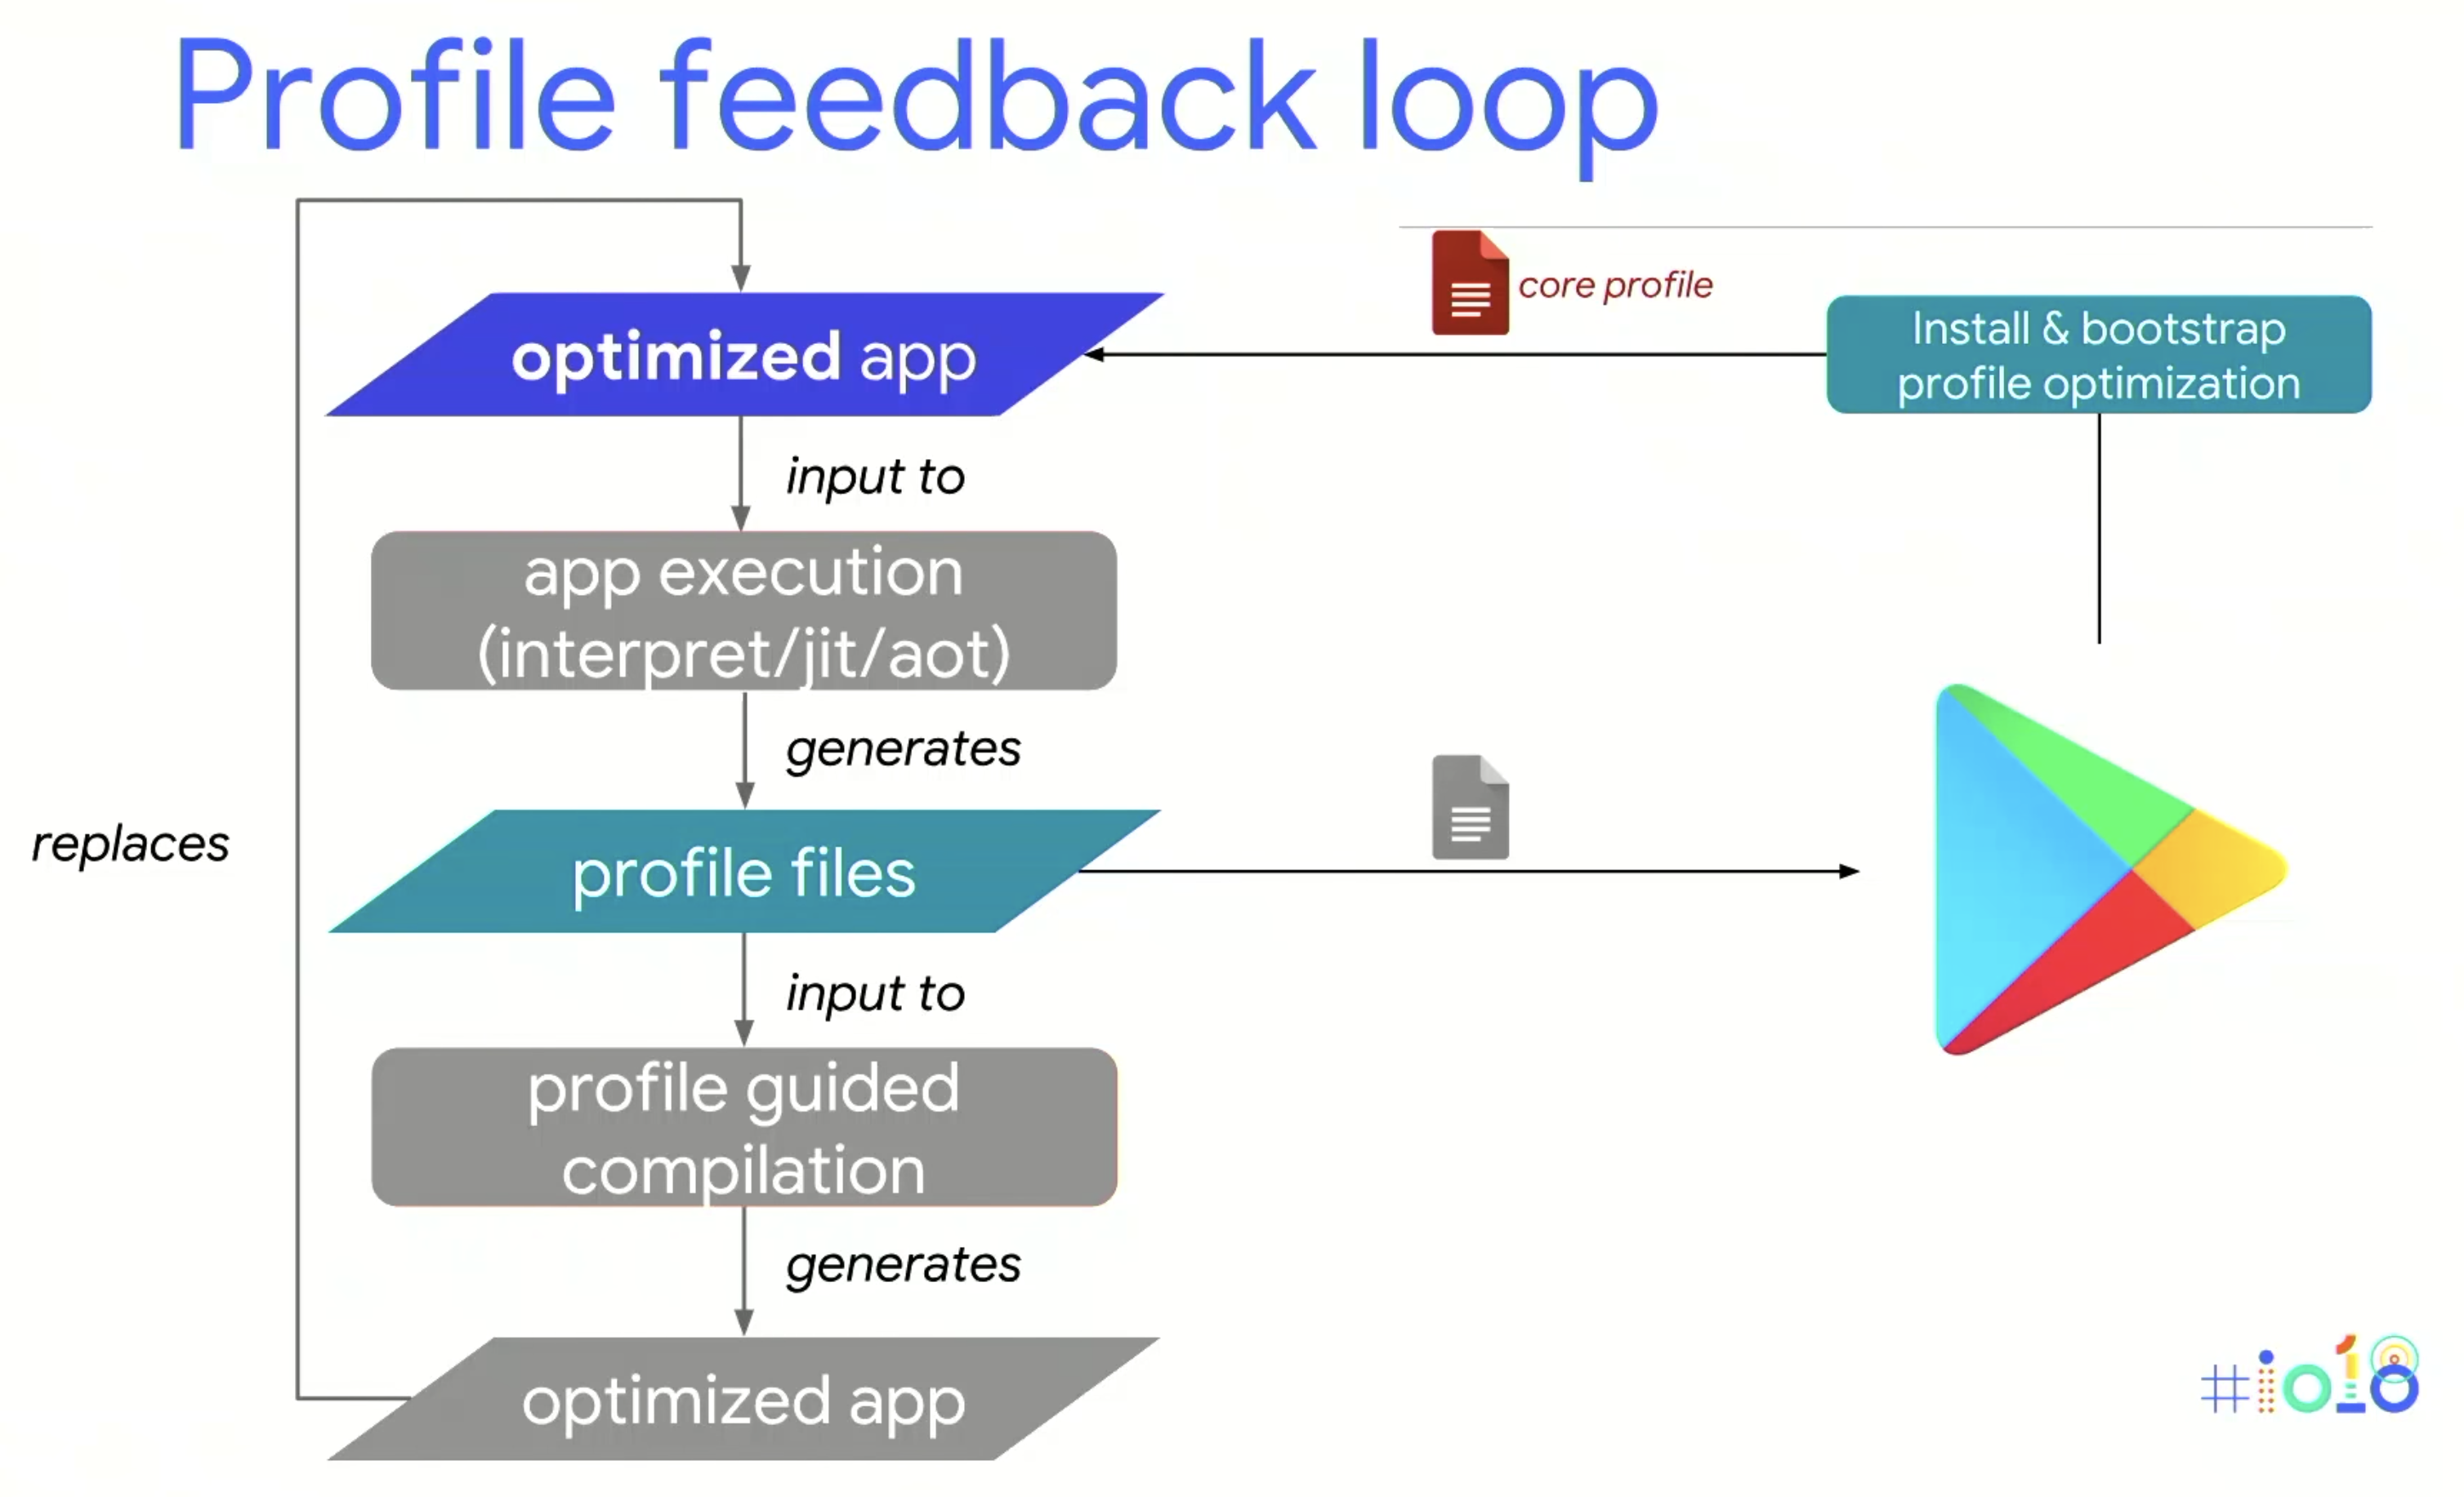 Profile feedback loop
core profile
optimized app
Install & bootstrap
profile optimization
input to
app execution
(interpret/jit/aot)
generates
replaces
profile files
input to
profile guided
compilation
generates
optimized app
#io18